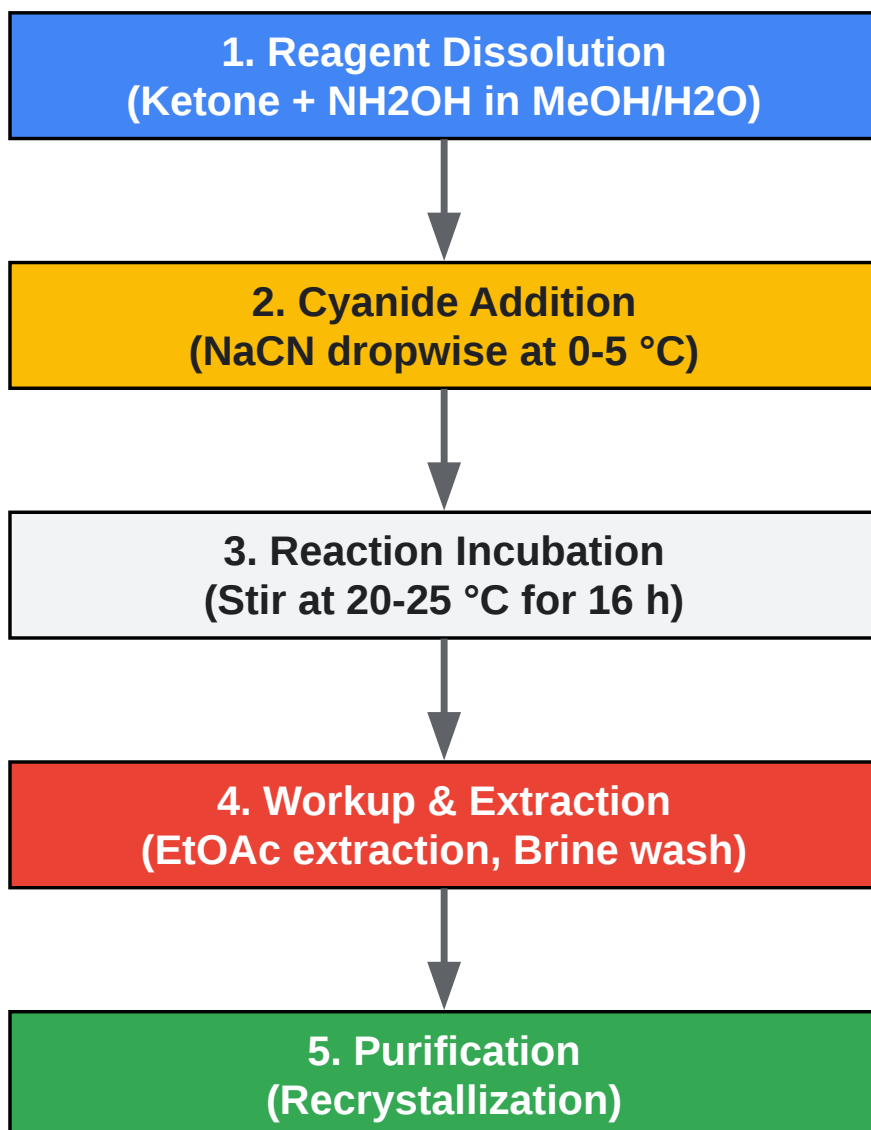 1. Reagent Dissolution
(Ketone + NH2OH in MeOH/H2O)
2. Cyanide Addition
(NaCN dropwise at 0-5 °C)
3. Reaction Incubation
(Stir at 20-25 °C for 16 h)
4. Workup & Extraction
(EtOAc extraction, Brine wash)
5. Purification
(Recrystallization)